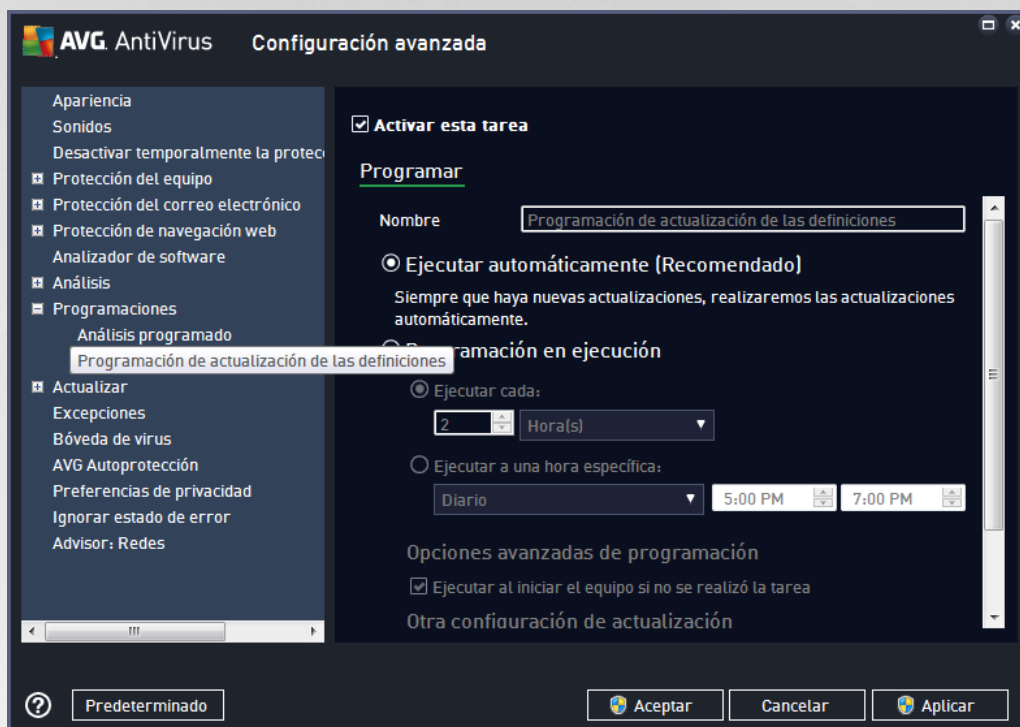 AVG. AntiVirus
Configuración avanzada
Apariencia
Sonidos
Desactivar temporalmente la protec
Protección del equipo
Protección del correo electrónico
Protección de navegación web
Analizador de software
Análisis
Programaciones
Análisis programado
Programación de actualización de las definiciones
Actualizar
Excepciones
Bóveda de virus
AVG Autoprotección
Preferencias de privacidad
Ignorar estado de error
Advisor: Redes
Activar esta tarea
Programar
Nombre
Programación de actualización de las definiciones
Ejecutar automáticamente (Recomendado)
Siempre que haya nuevas actualizaciones, realizaremos las actualizaciones
automáticamente.
en ejecución
Ejecutar cada:
2
Hora(s)
Ejecutar a una hora específica:
Diario
5:00 PM
7:00 PM
Opciones avanzadas de programación
Ejecutar al iniciar el equipo si no se realizó la tarea
Otra configuración de actualización
Predeterminado
Aceptar
Cancelar
Aplicar